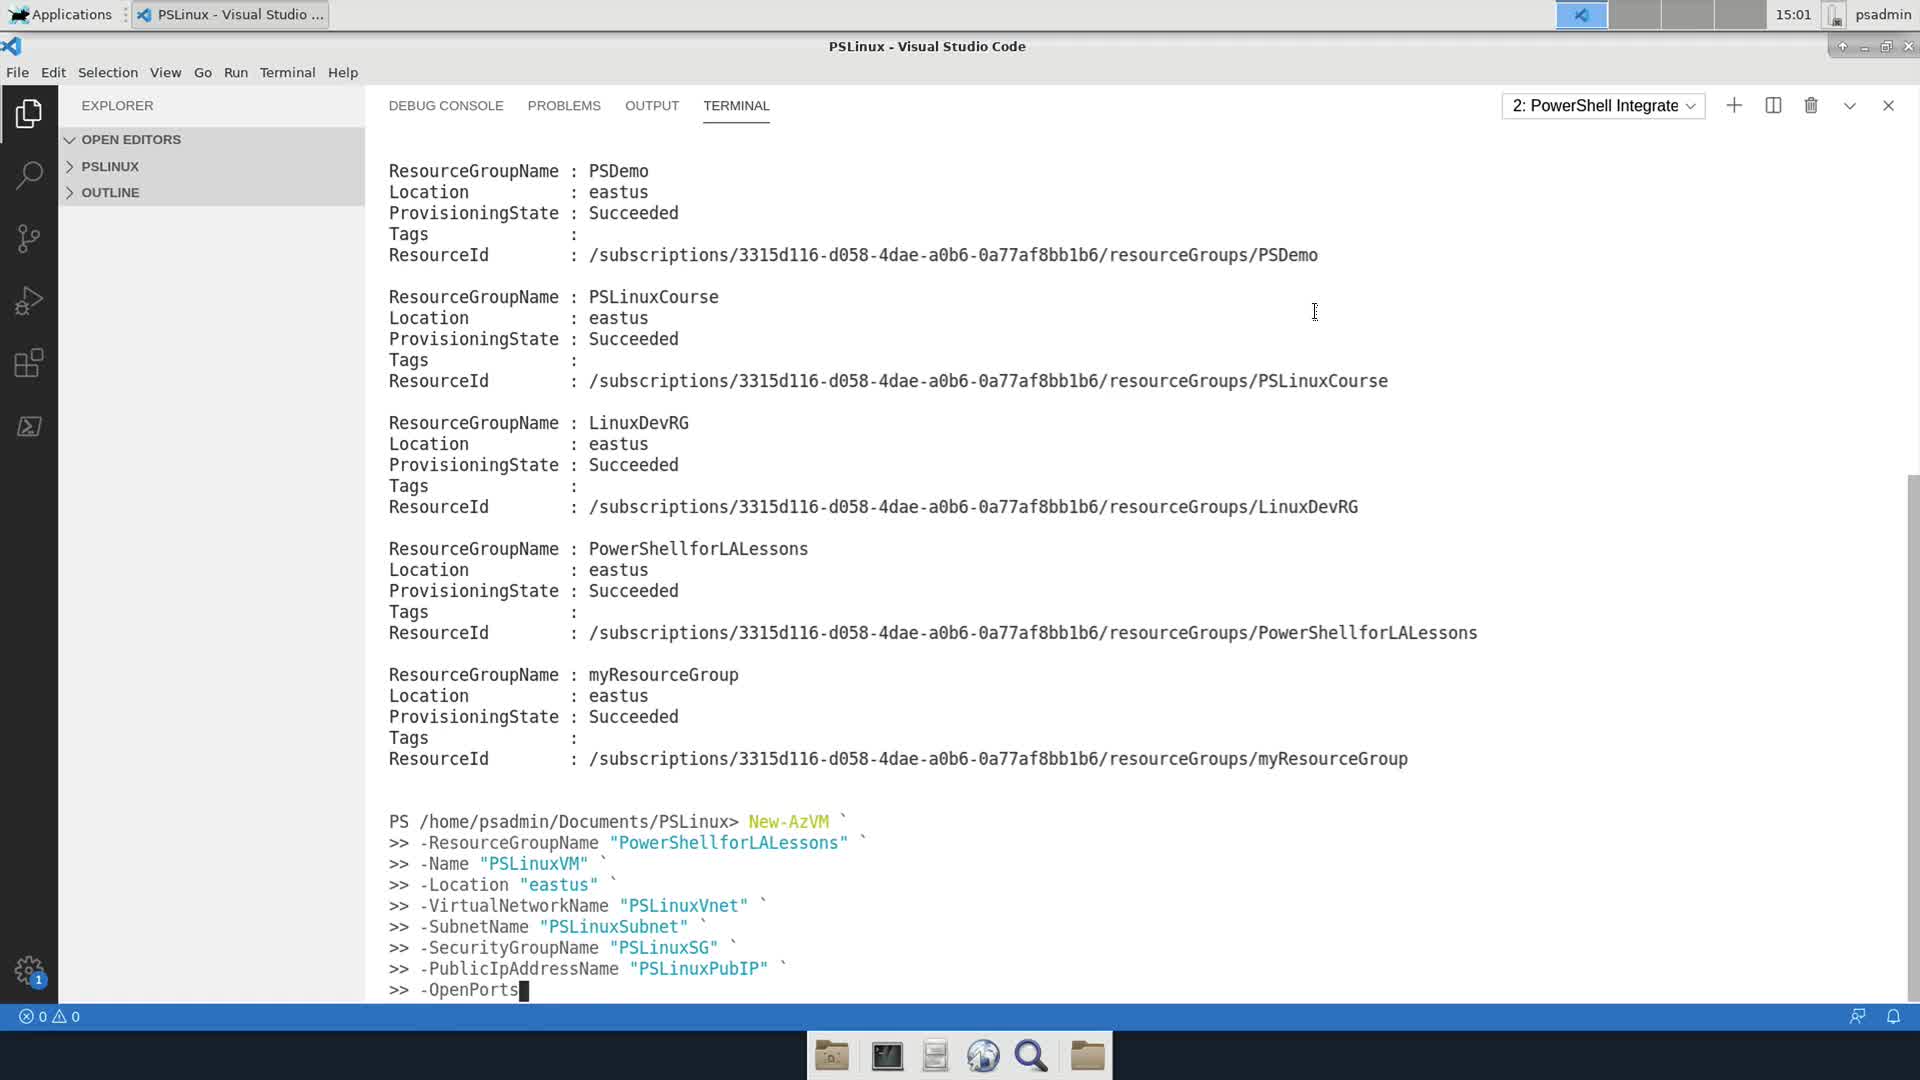 Applications
PSLinux - Visual Studio ...
15:01
psadmin
PSLinux - Visual Studio Code
File Edit Selection View Go Run Terminal Help
EXPLORER
OPEN EDITORS
PSLINUX
OUTLINE
DEBUG CONSOLE PROBLEMS OUTPUT TERMINAL
2: PowerShell Integrate
ResourceGroupName : PSDemo
Location : eastus
ProvisioningState : Succeeded
Tags :
ResourceId : /subscriptions/3315d116-d058-4dae-a0b6-0a77af8bb1b6/resourceGroups/PSDemo
ResourceGroupName : PSLinuxCourse
Location : eastus
ProvisioningState : Succeeded
Tags :
ResourceId : /subscriptions/3315d116-d058-4dae-a0b6-0a77af8bb1b6/resourceGroups/PSLinuxCourse
ResourceGroupName : LinuxDevRG
Location : eastus
ProvisioningState : Succeeded
Tags :
ResourceId : /subscriptions/3315d116-d058-4dae-a0b6-0a77af8bb1b6/resourceGroups/LinuxDevRG
ResourceGroupName : PowerShellforLALessons
Location : eastus
ProvisioningState : Succeeded
Tags :
ResourceId : /subscriptions/3315d116-d058-4dae-a0b6-0a77af8bb1b6/resourceGroups/PowerShellforLALessons
ResourceGroupName : myResourceGroup
Location : eastus
ProvisioningState : Succeeded
Tags :
ResourceId : /subscriptions/3315d116-d058-4dae-a0b6-0a77af8bb1b6/resourceGroups/myResourceGroup
PS /home/psadmin/Documents/PSLinux> New-AzVM `
>> -ResourceGroupName "PowerShellforLALessons" `
>> -Name "PSLinuxVM" `
>> -Location "eastus" `
>> -VirtualNetworkName "PSLinuxVnet" `
>> -SubnetName "PSLinuxSubnet" `
>> -SecurityGroupName "PSLinuxSG" `
>> -PublicIpAddressName "PSLinuxPubIP" `
>> -OpenPorts
1
0 0